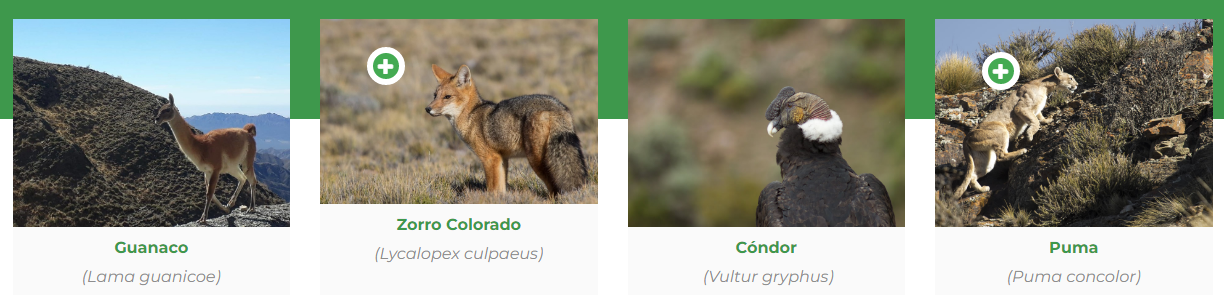 Guanaco
(Lama guanicoe)
Zorro Colorado
(Lycalopex culpaeus)
Cóndor
(Vultur gryphus)
Puma
(Puma concolor)